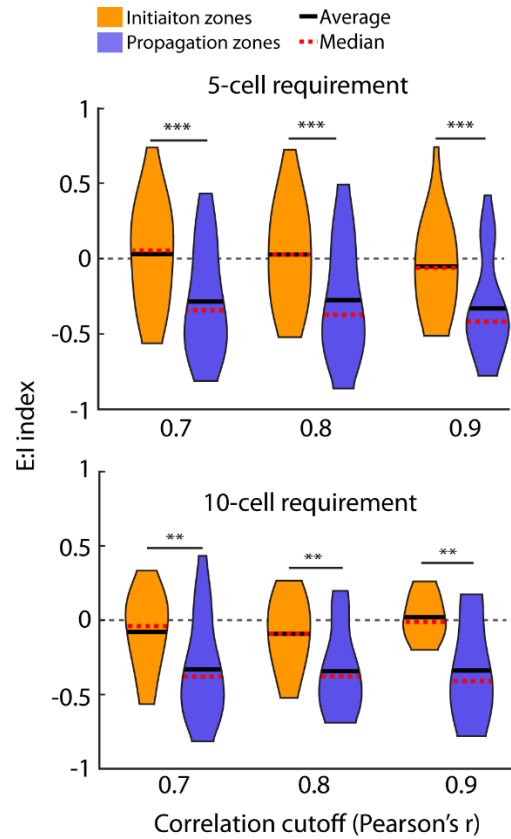 Initiaiton zones
Average
Propagation zones
Median
5-cell requirement
1
***
***
***
0.5
0
-0.5
-1
0.7 0.8 0.9
E:I index
1
10-cell requirement
**
**
**
0.5
0
-0.5
-1
0.7 0.8 0.9
Correlation cutoff (Pearson's r)